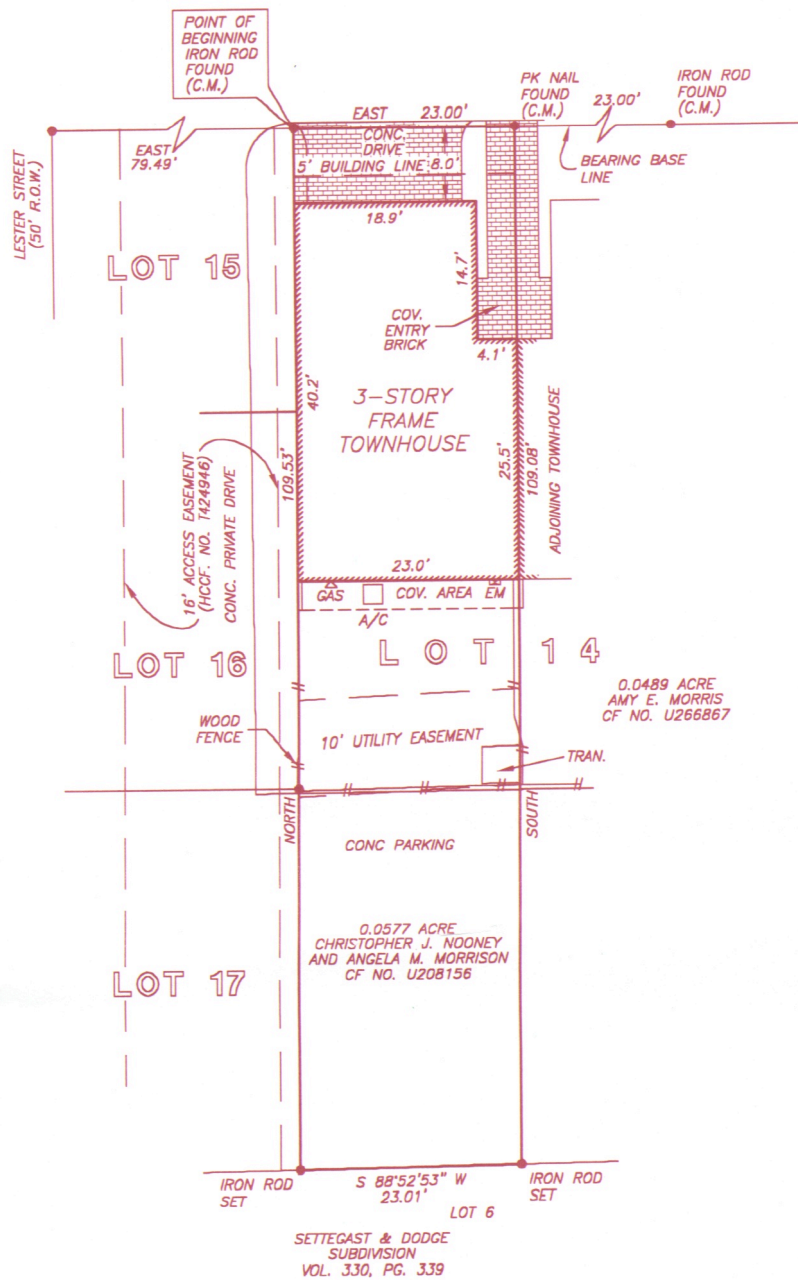 POINT OF
BEGINNING
IRON ROD
FOUND
(C.M.)
EAST 23.00'
PK NAIL
FOUND
(C.M.)
23.00'
IRON ROD
FOUND
(C.M.)
EAST
79.49'
CONC.
DRIVE
5' BUILDING LINE
8.0'
BEARING BASE
LINE
LESTER STREET
(50' R.O.W.)
18.9'
LOT 15
14.7'
COV.
ENTRY
BRICK
4.1'
3-STORY
FRAME
TOWNHOUSE
40.2'
109.53'
25.5'
109.08'
ADJOINING TOWNHOUSE
16' ACCESS EASEMENT
(HCCF. NO. T424946)
CONC. PRIVATE DRIVE
23.0'
GAS
COV. AREA
EM
A/C
LOT 16
LOT 14
0.0489 ACRE
AMY E. MORRIS
CF NO. U266867
WOOD
FENCE
10' UTILITY EASEMENT
TRAN.
NORTH
SOUTH
CONC PARKING
0.0577 ACRE
CHRISTOPHER J. NOONEY
AND ANGELA M. MORRISON
CF NO. U208156
LOT 17
IRON ROD
SET
S 88°52'53" W
23.01'
IRON ROD
SET
LOT 6
SETTEGAST & DODGE
SUBDIVISION
VOL. 330, PG. 339